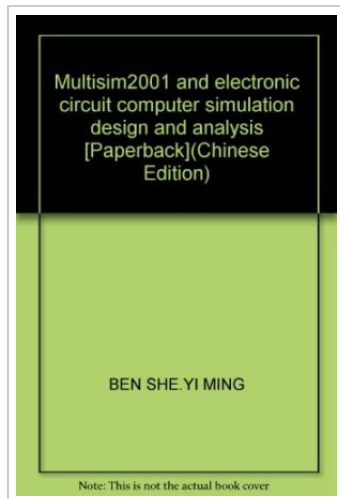 Multisim2001 and electronic
circuit computer simulation
design and analysis
[Paperback](Chinese
Edition)
BEN SHE.YI MING
Note: This is not the actual book cover